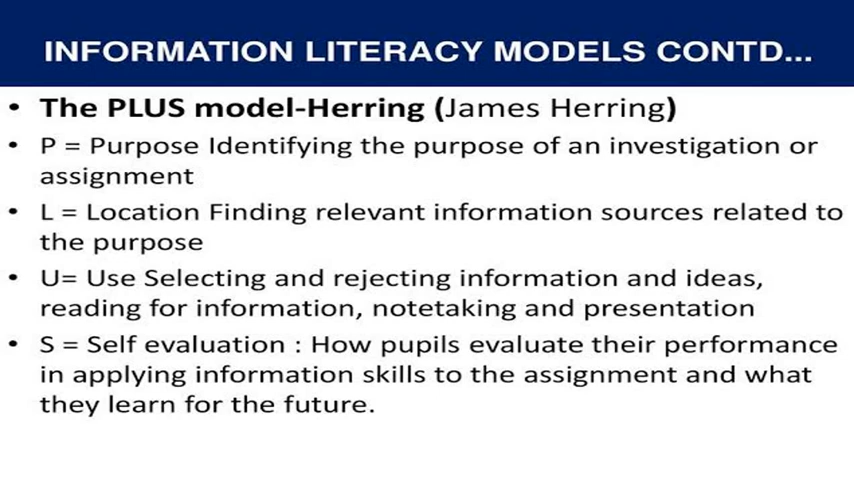 INFORMATION LITERACY MODELS CONTD...
• The PLUS model-Herring (James Herring)
• P = Purpose Identifying the purpose of an investigation or
assignment
• L = Location Finding relevant information sources related to
the purpose
• U= Use Selecting and rejecting information and ideas,
reading for information, notetaking and presentation
• S = Self evaluation : How pupils evaluate their performance
in applying information skills to the assignment and what
they learn for the future.